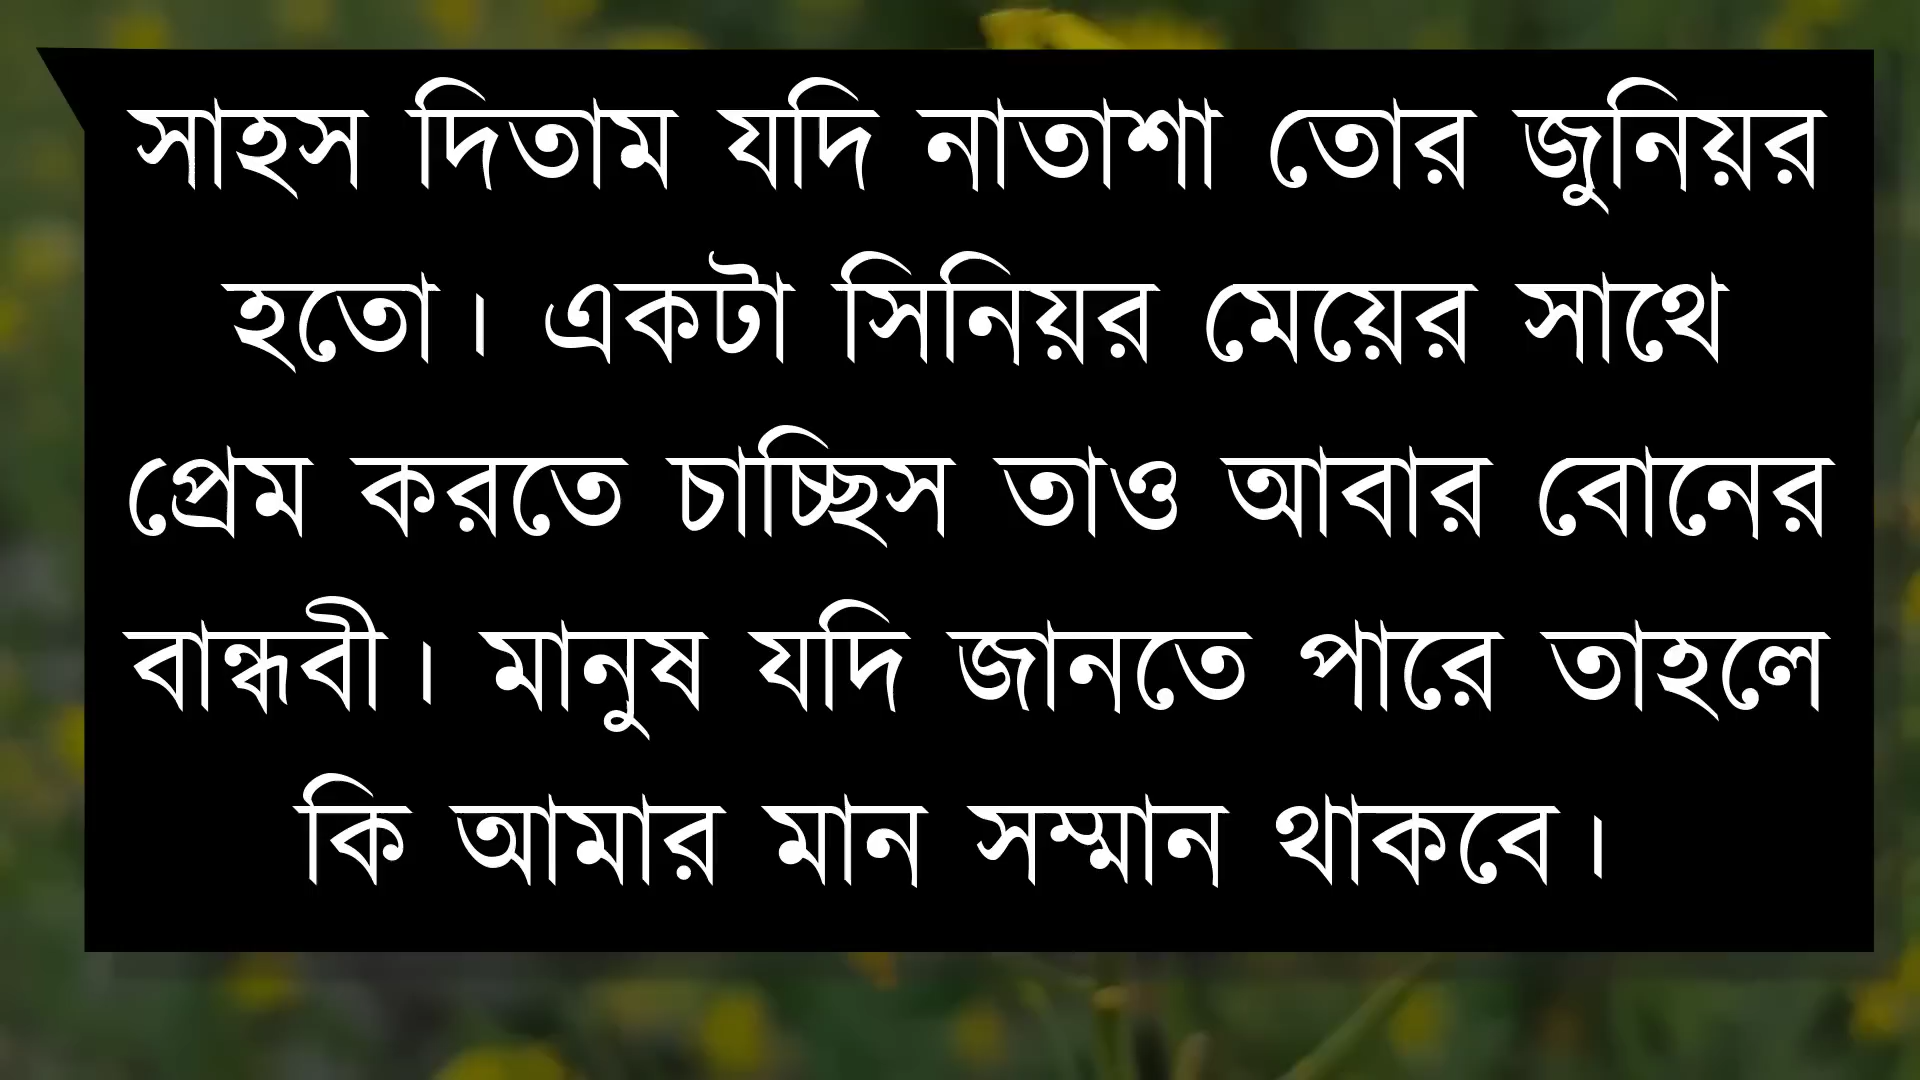 সাহস দিতাম যদি নাতাশা তোর জুনিয়র
হতো। একটা সিনিয়র মেয়ের সাথে
প্রেম করতে চাচ্ছিস তাও আবার বোনের
বান্ধবী। মানুষ যদি জানতে পারে তাহলে
কি আমার মান সম্মান থাকবে।